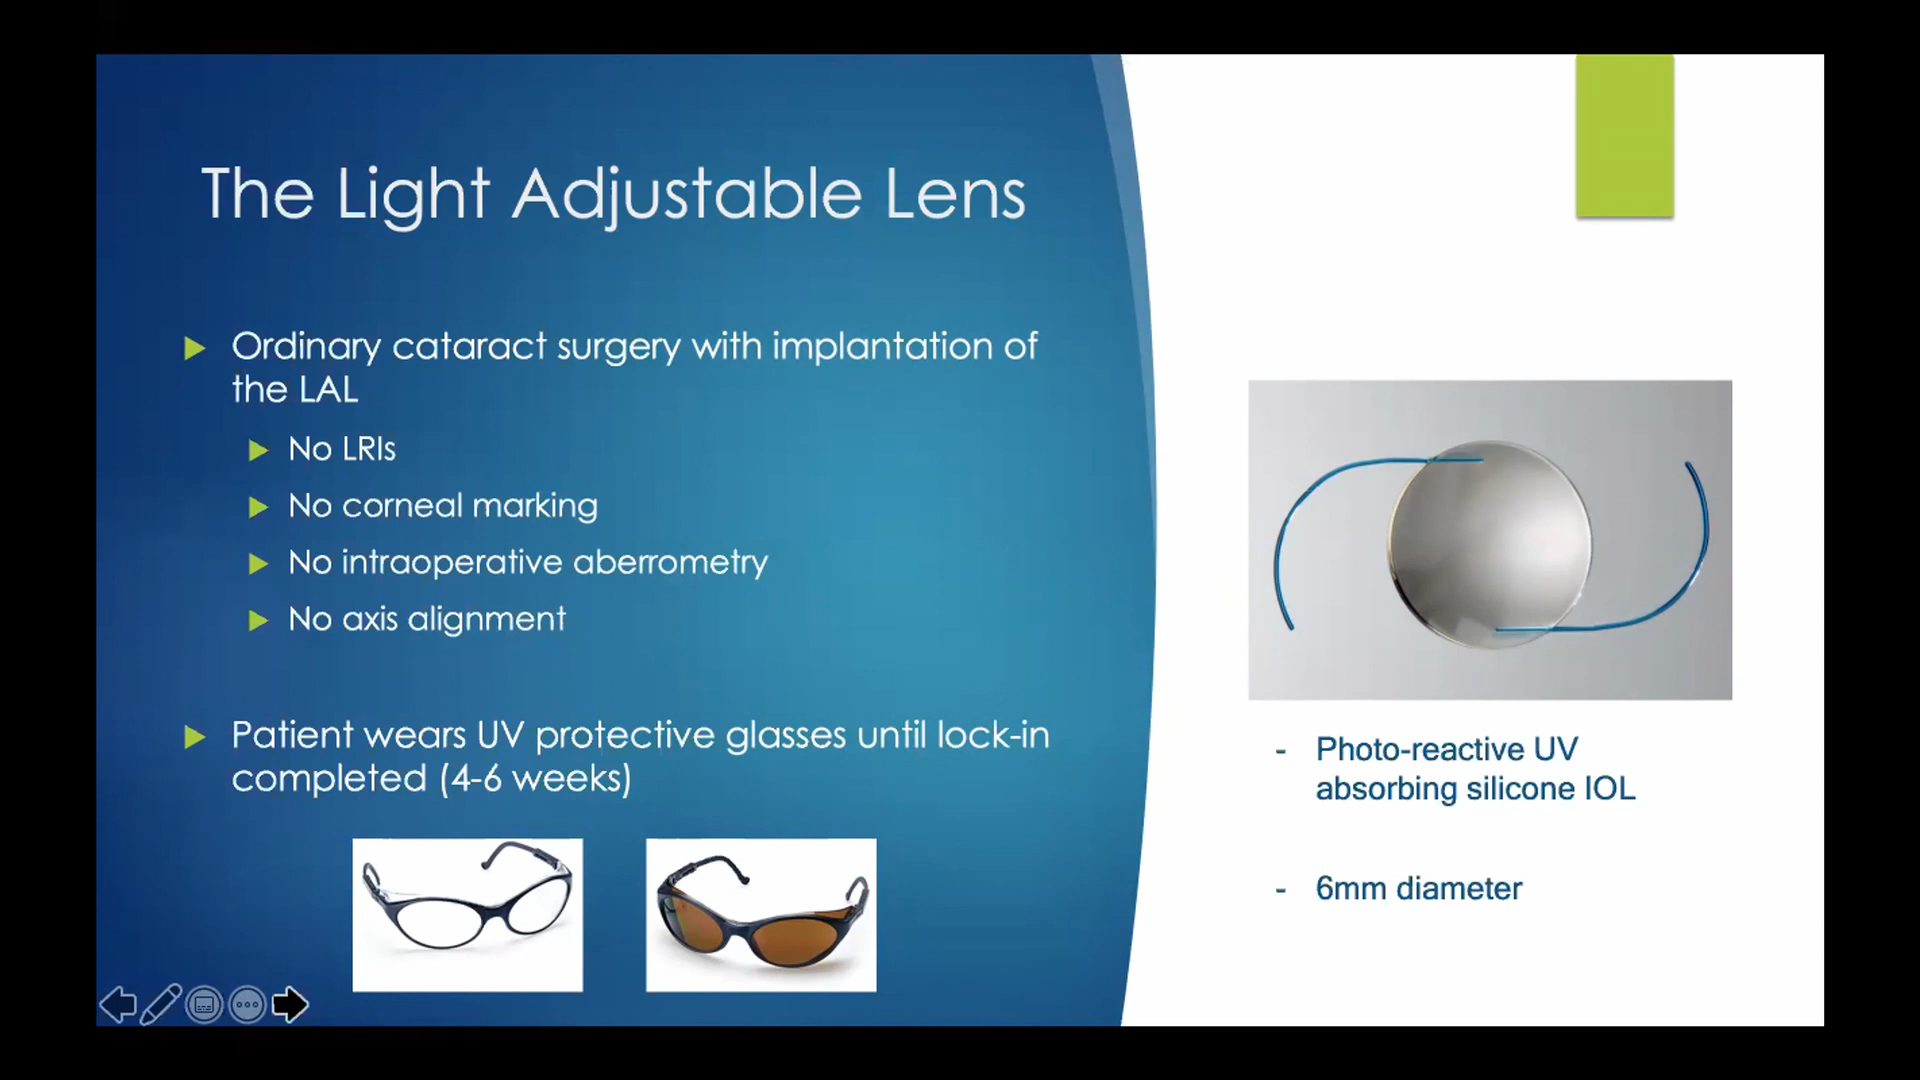 The Light Adjustable Lens
Ordinary cataract surgery with implantation of
the LAL
No LRIs
No corneal marking
No intraoperative aberrometry
No axis alignment
Patient wears UV protective glasses until lock-in
completed (4-6 weeks)
- Photo-reactive UV
absorbing silicone IOL
- 6mm diameter